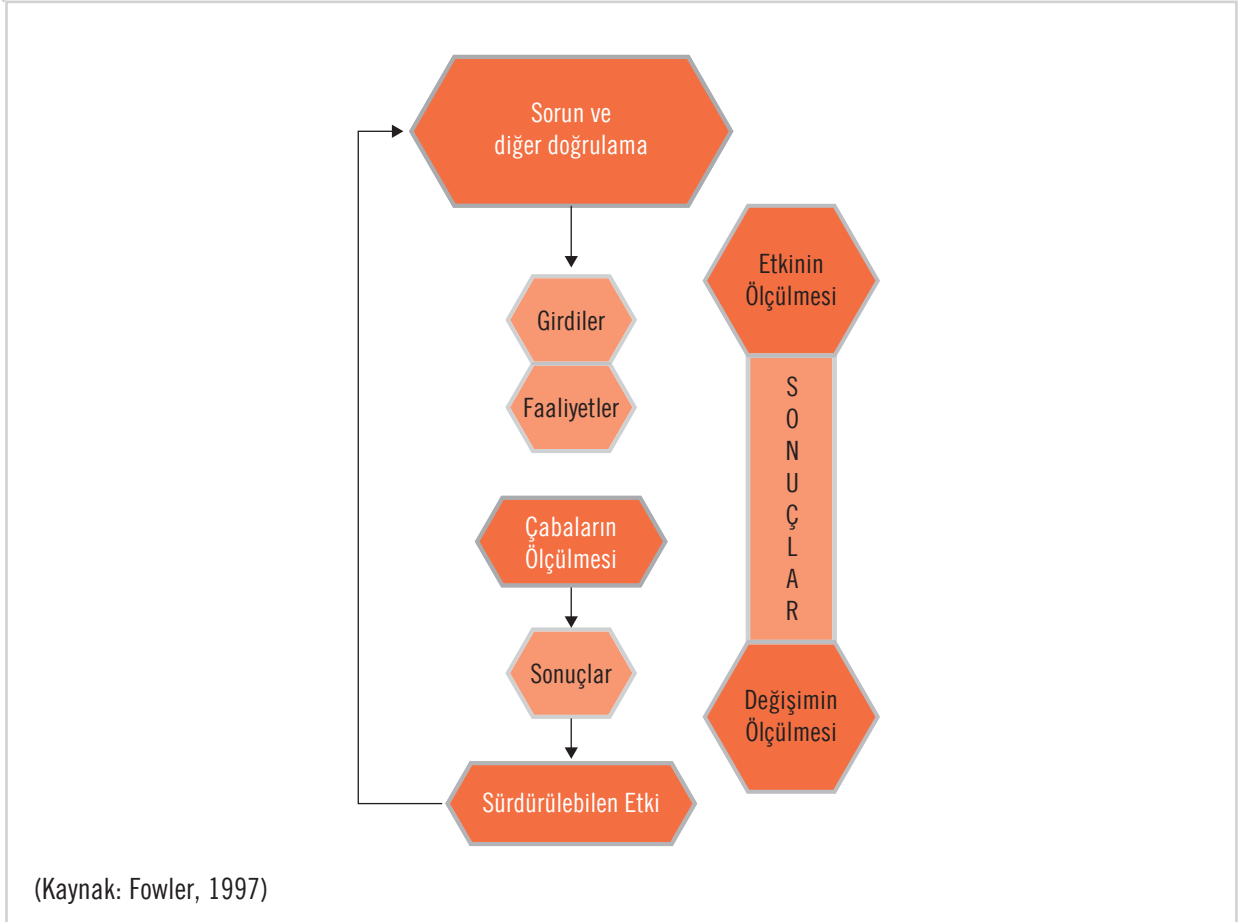 Sorun ve
diğer doğrulama
Girdiler
Faaliyetler
Çabaların
Ölçülmesi
Sonuçlar
Sürdürülebilen Etki
Etkinin
Ölçülmesi
S
O
N
U
Ç
L
A
R
Değişimin
Ölçülmesi
(Kaynak: Fowler, 1997)